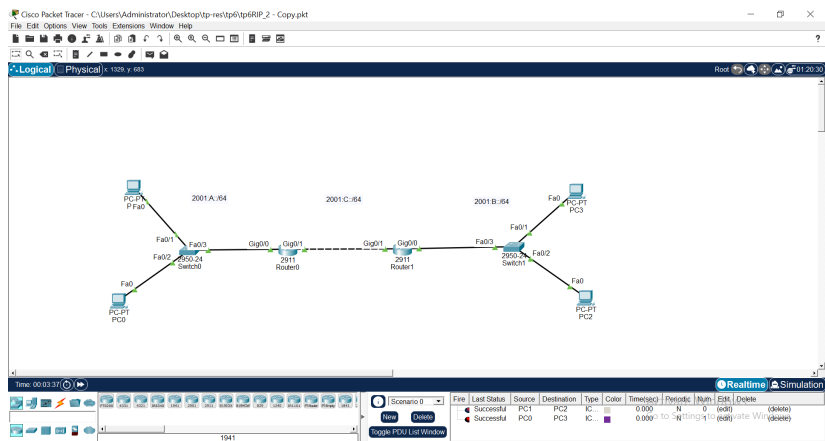 Cisco Packet Tracer - C:\Users\Administrator\Desktop\tp-res\tp6\tp6RIP_2 - Copy.pkt
File Edit Options View Tools Extensions Window Help
?
Logical Physical x: 1329, y: 683
Root 01:20:30
PC-PT
P Fa0
2001:A::/64
2001:C::/64
2001:B::/64
Fa0
PC-PT
PC3
Fa0/1
Fa0/1
Fa0/3
Gig0/0
Gig0/1
Gig0/1
Gig0/0
Fa0/3
Fa0/2
2950-24
Switch0
2911
Router0
2911
Router1
2950-24
Switch1
Fa0/2
Fa0
Fa0
PC-PT
PC0
PC-PT
PC2
Time: 00:03:37
Realtime Simulation
1941
Scenario 0
New Delete
Toggle PDU List Window
Fire Last Status Source Destination Type Color Time(sec) Periodic Num Edit Delete
Successful PC1 PC2 IC... 0.000 N 0 (edit) (delete)
Successful PC0 PC3 IC... 0.000 N 1 (edit) (delete)